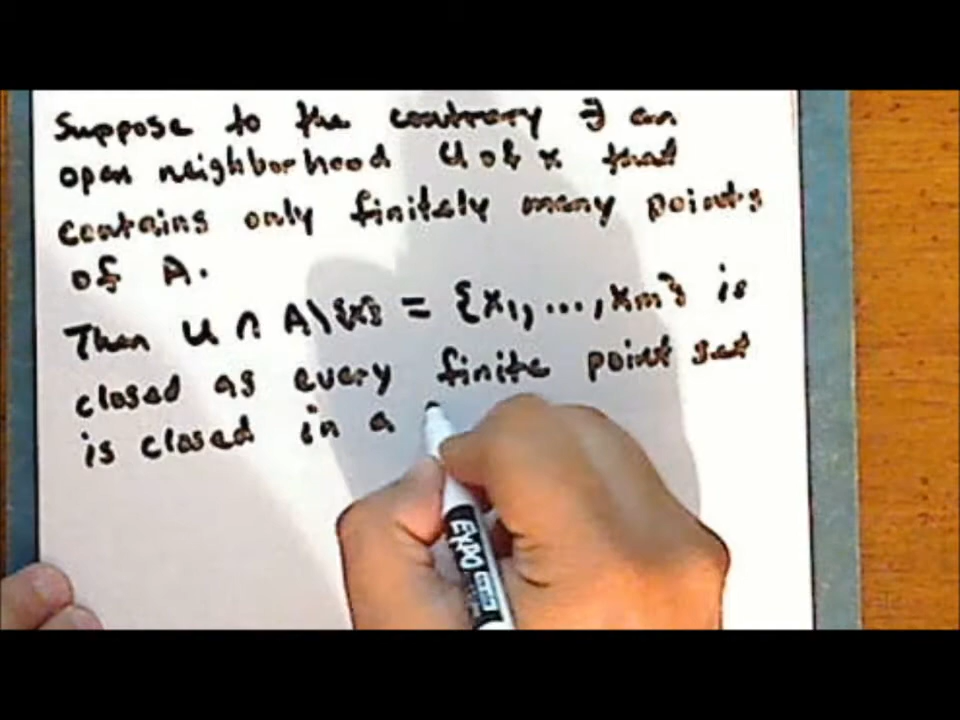 Suppose to the contrary ∃ an
open neighborhood U of x that
contains only finitely many points
of A.
Then U ∩ A\{x} = {x₁, ..., xₘ} is
closed as every finite point set
is closed in a
EXPO